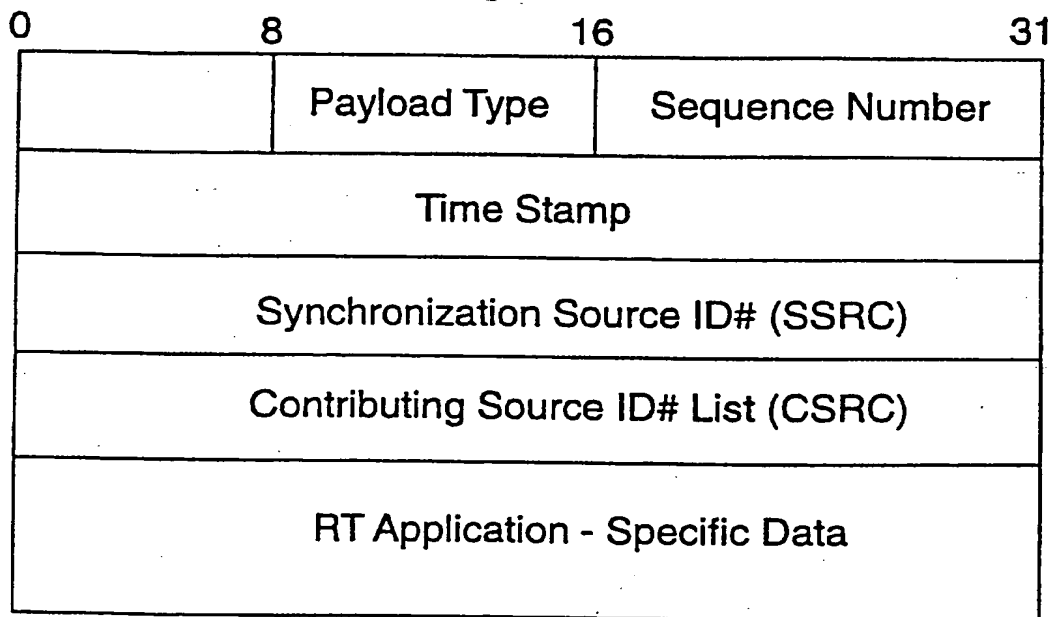 0 8 16 31
Payload Type Sequence Number
Time Stamp
Synchronization Source ID# (SSRC)
Contributing Source ID# List (CSRC)
RT Application - Specific Data